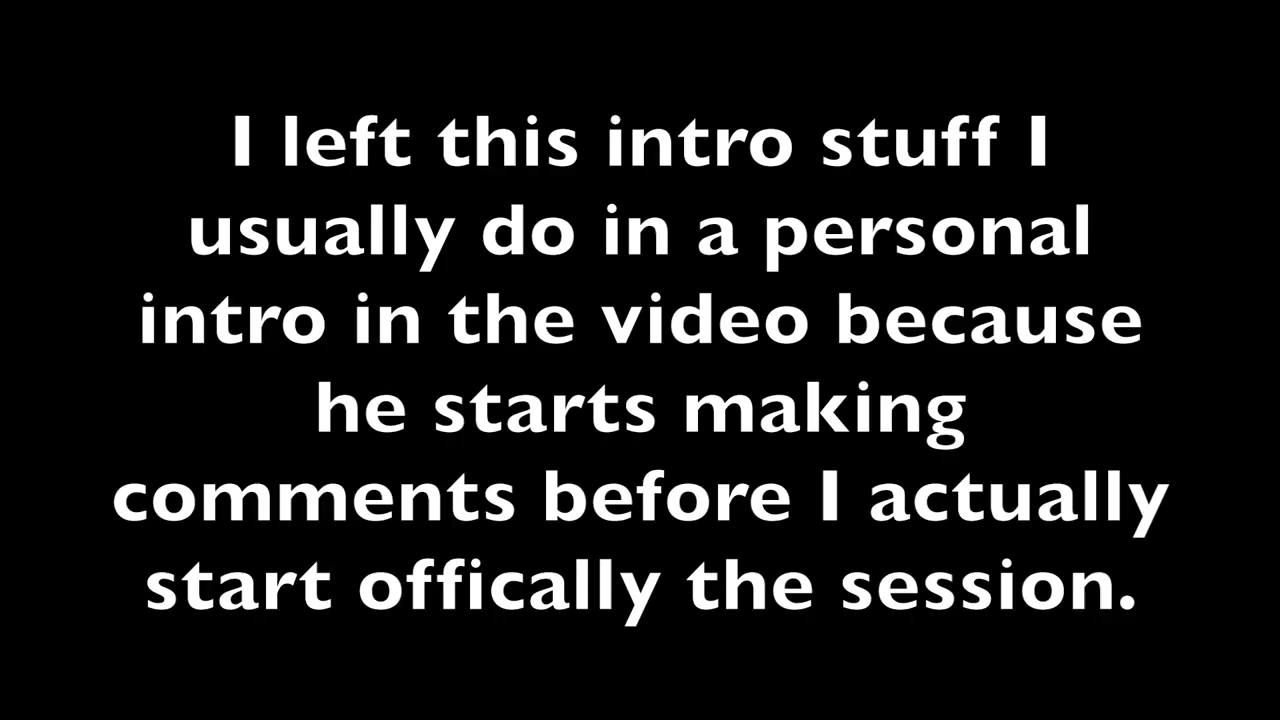 I left this intro stuff I
usually do in a personal
intro in the video because
he starts making
comments before I actually
start offically the session.